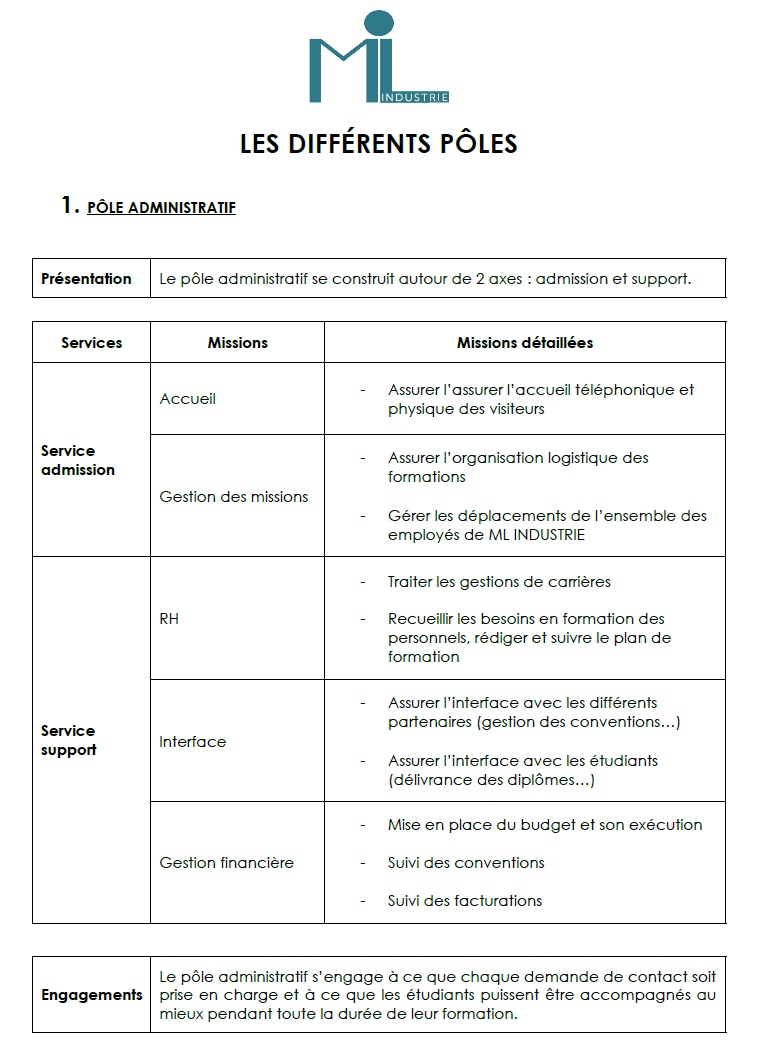 ML
INDUSTRIE
LES DIFFÉRENTS PÔLES
1. PÔLE ADMINISTRATIF
Présentation
Le pôle administratif se construit autour de 2 axes : admission et support.
Services
Missions
Missions détaillées
Service
admission
Accueil
- Assurer l’assurer l’accueil téléphonique et
physique des visiteurs
Gestion des missions
- Assurer l’organisation logistique des
formations
- Gérer les déplacements de l’ensemble des
employés de ML INDUSTRIE
Service
support
RH
- Traiter les gestions de carrières
- Recueillir les besoins en formation des
personnels, rédiger et suivre le plan de
formation
Interface
- Assurer l’interface avec les différents
partenaires (gestion des conventions…)
- Assurer l’interface avec les étudiants
(délivrance des diplômes…)
Gestion financière
- Mise en place du budget et son exécution
- Suivi des conventions
- Suivi des facturations
Engagements
Le pôle administratif s’engage à ce que chaque demande de contact soit
prise en charge et à ce que les étudiants puissent être accompagnés au
mieux pendant toute la durée de leur formation.